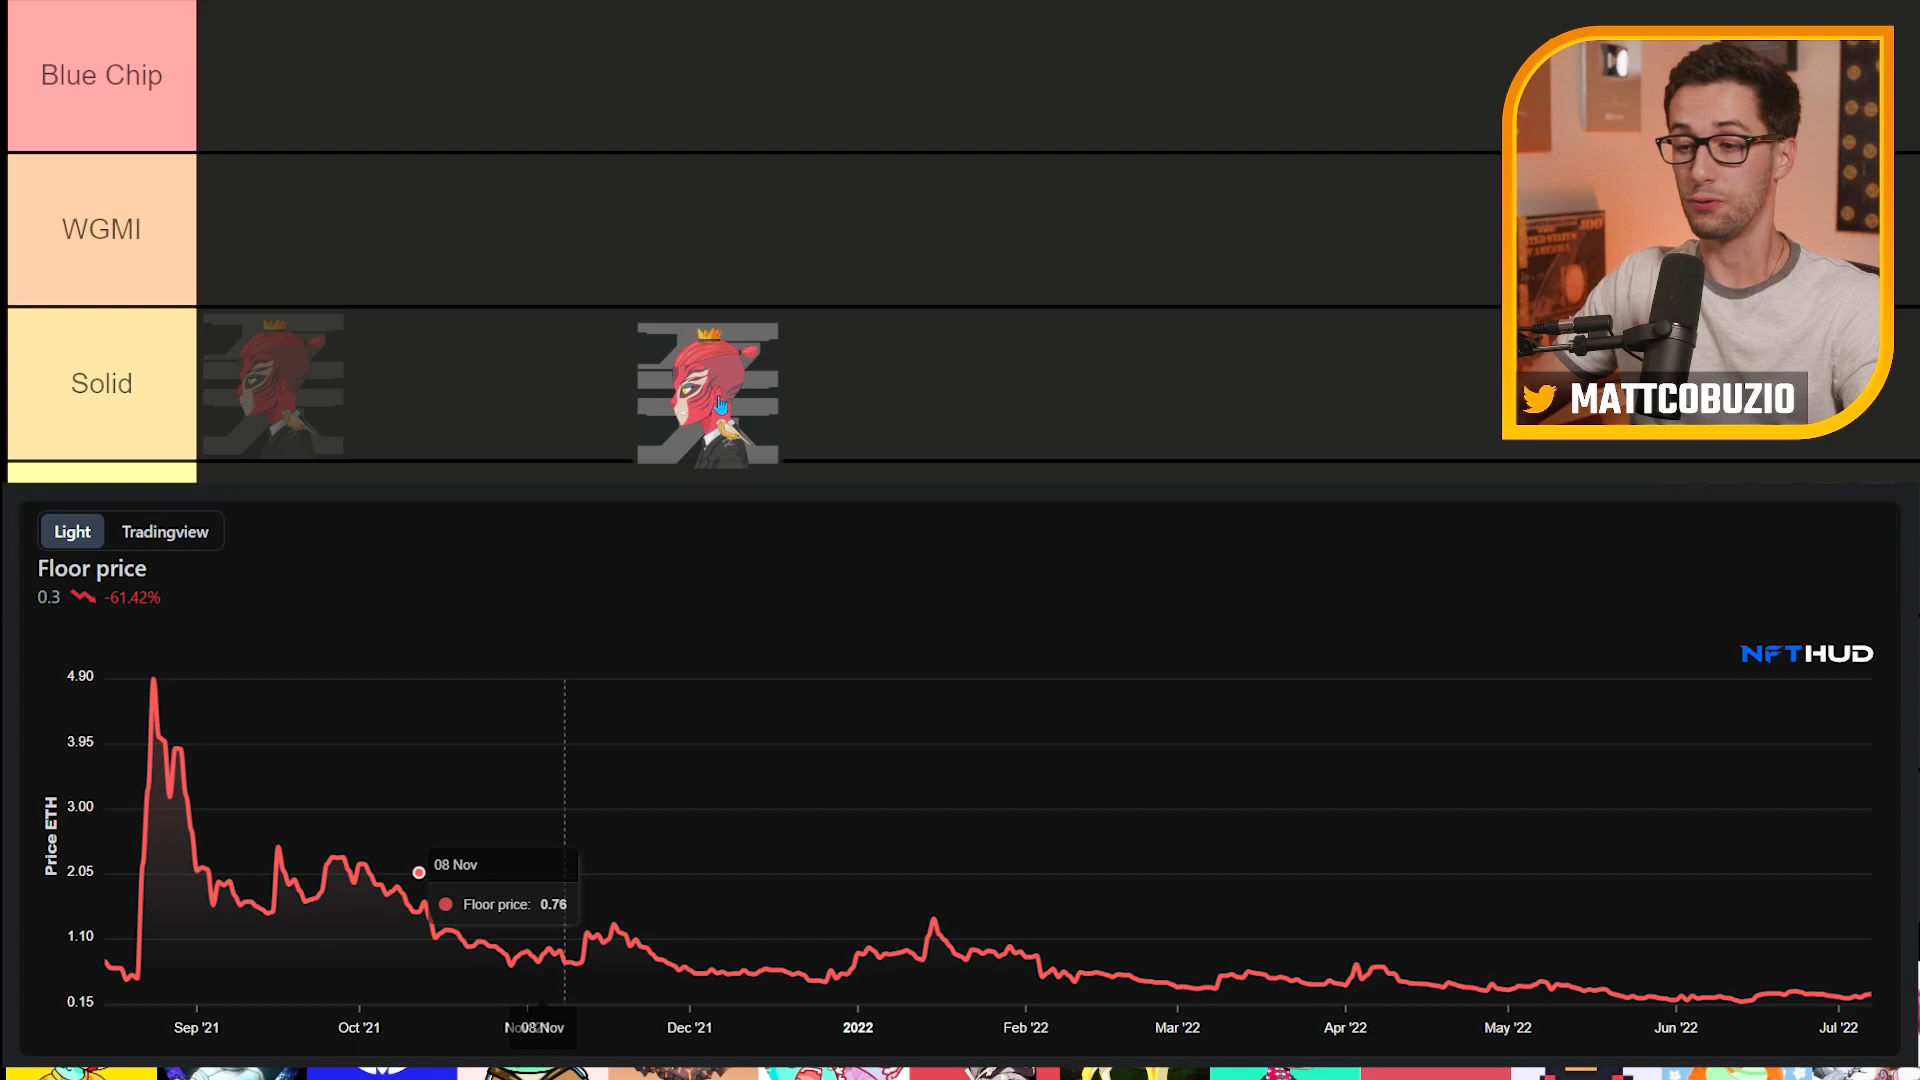 Blue Chip
WGMI
Solid
MATTCOBUZIO
Light
Tradingview
Floor price
0.3
-61.42%
NFTHUD
Price ETH
4.90
3.95
3.00
2.05
1.10
0.15
08 Nov
Floor price: 0.76
Sep '21
Oct '21
08 Nov
Dec '21
2022
Feb '22
Mar '22
Apr '22
May '22
Jun '22
Jul '22